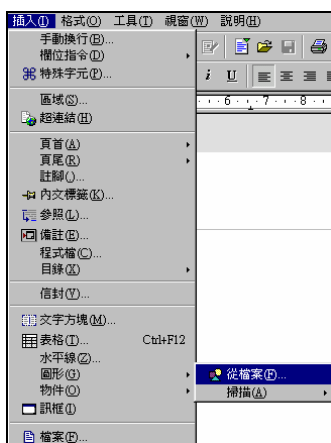 插入(I) 格式(O) 工具(T) 視窗(W) 說明(H)
手動換行(B)...
欄位指令(D)
特殊字元(P)...
i U
區域(S)...
6 7 8
超連結(H)
頁首(A)
頁尾(R)
註腳()...
內文標籤(K)...
參照(L)...
備註(E)...
程式檔(C)...
目錄(X)
信封(V)...
文字方塊(M)...
表格(T)... Ctrl+F12
水平線(Z)...
圖形(G) 從檔案(F)...
物件(O) 掃描(A)
訊框(I)
檔案(F)...